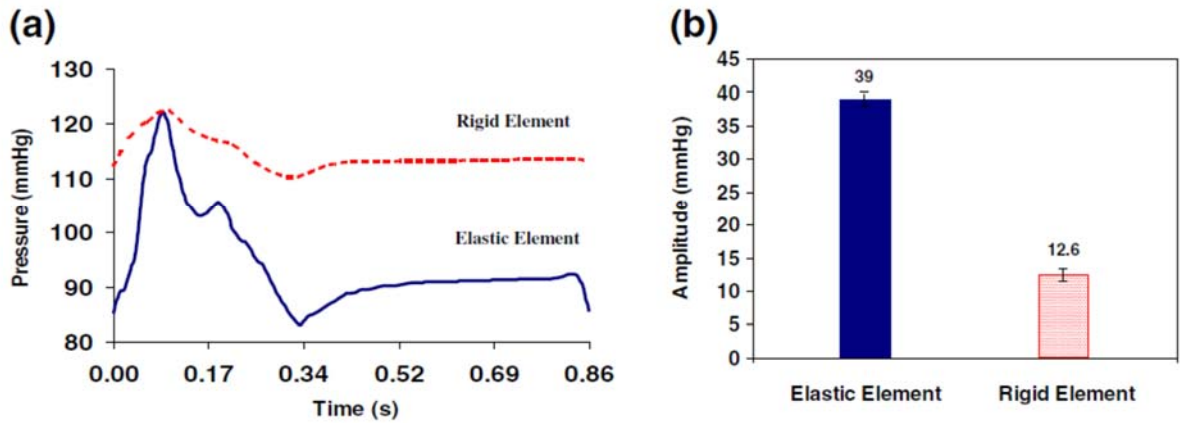 (a)
130
120
110
100
90
80
Pressure (mmHg)
Rigid Element
Elastic Element
0.00 0.17 0.34 0.52 0.69 0.86
Time (s)
(b)
45
40
35
30
25
20
15
10
5
0
Amplitude (mmHg)
39
12.6
Elastic Element Rigid Element